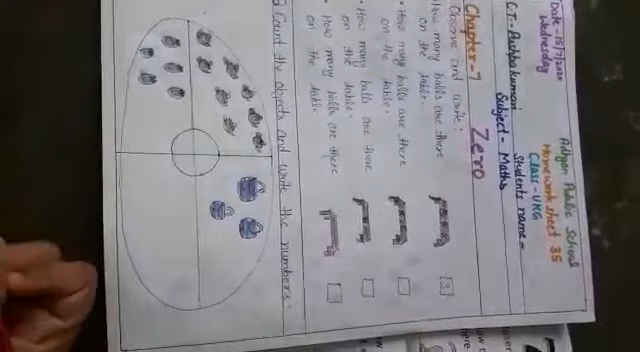 Adlyan Public School
Date - 15/7/2020
Homework sheet 35
Wednesday
Class - UKG
Students name -
C.T. - Pushpa kumari
Subject - Maths
Chapter - 7
Zero
Observe and write:
How many balls are there
on the table.
3
• How many balls are there
on the table.
• How many balls are there
on the table.
• How many balls are there
on the table.
Count the objects and write the numbers: